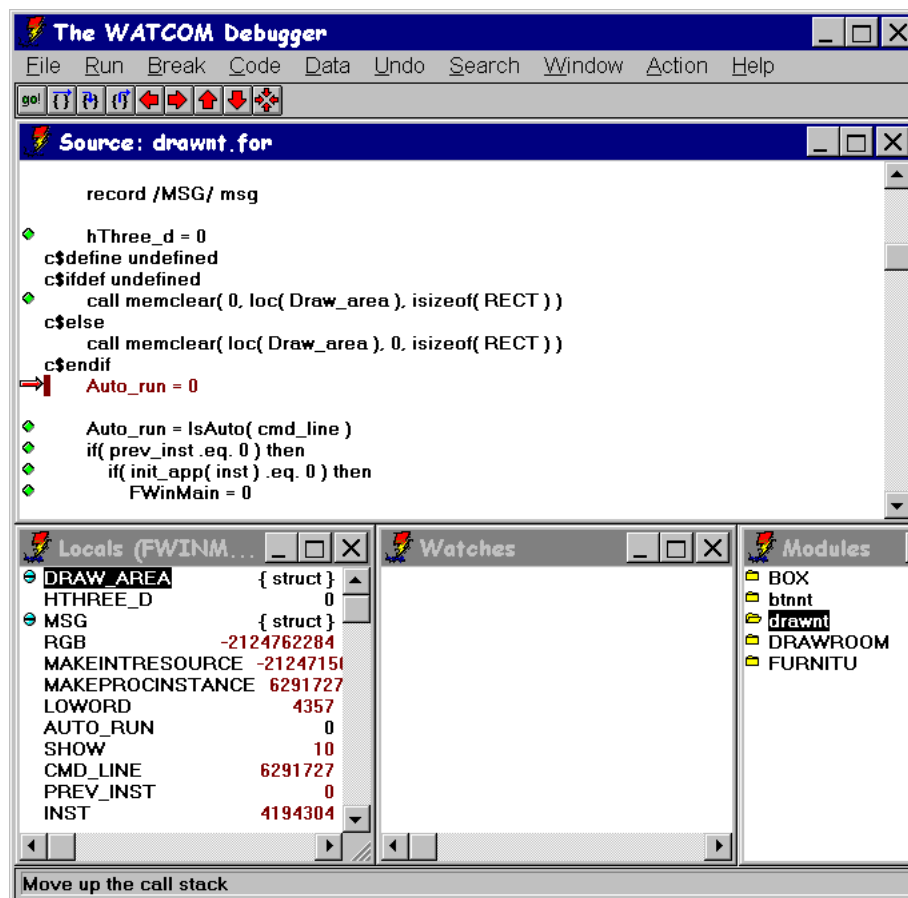 The WATCOM Debugger
File Run Break Code Data Undo Search Window Action Help
go!
Source: drawnt.for
record /MSG/ msg
hThree_d = 0
c$define undefined
c$ifdef undefined
call memclear( 0, loc( Draw_area ), isizeof( RECT ) )
c$else
call memclear( loc( Draw_area ), 0, isizeof( RECT ) )
c$endif
Auto_run = 0
Auto_run = IsAuto( cmd_line )
if( prev_inst .eq. 0 ) then
if( init_app( inst ) .eq. 0 ) then
FWinMain = 0
Locals (FWINM...
DRAW_AREA { struct }
HTHREE_D 0
MSG { struct }
RGB -2124762284
MAKEINTRESOURCE -2124715
MAKEPROCINSTANCE 6291727
LOWORD 4357
AUTO_RUN 0
SHOW 10
CMD_LINE 6291727
PREV_INST 0
INST 4194304
Watches
Modules
BOX
btnnt
drawnt
DRAWROOM
FURNITU
Move up the call stack